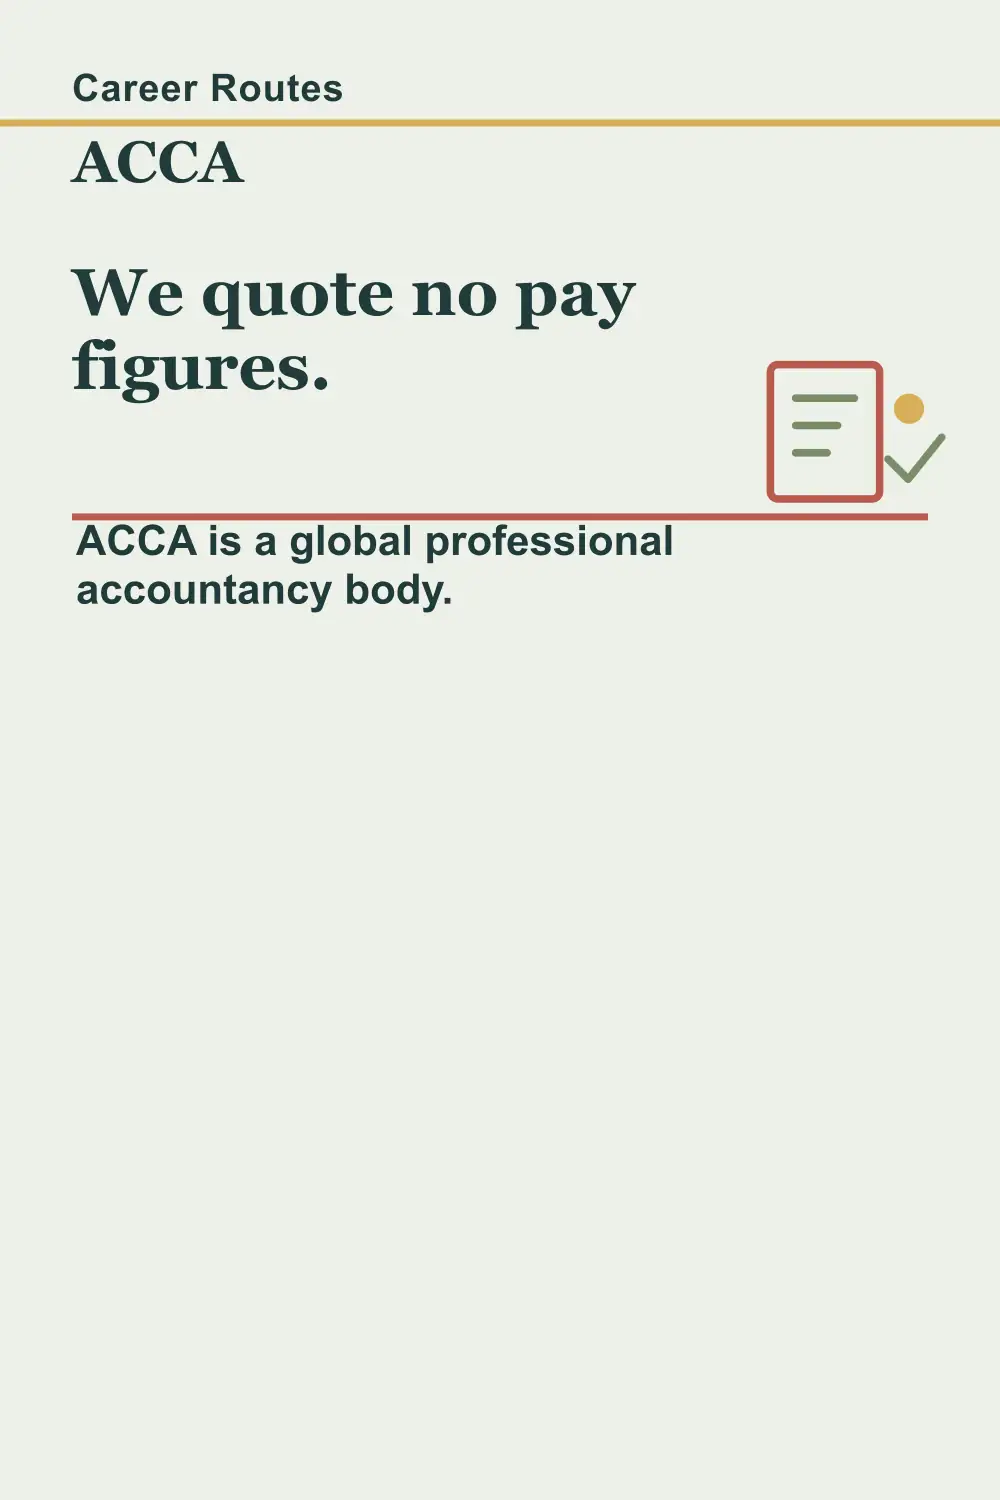 Career Routes
ACCA
We quote no pay
figures.
ACCA is a global professional
accountancy body.